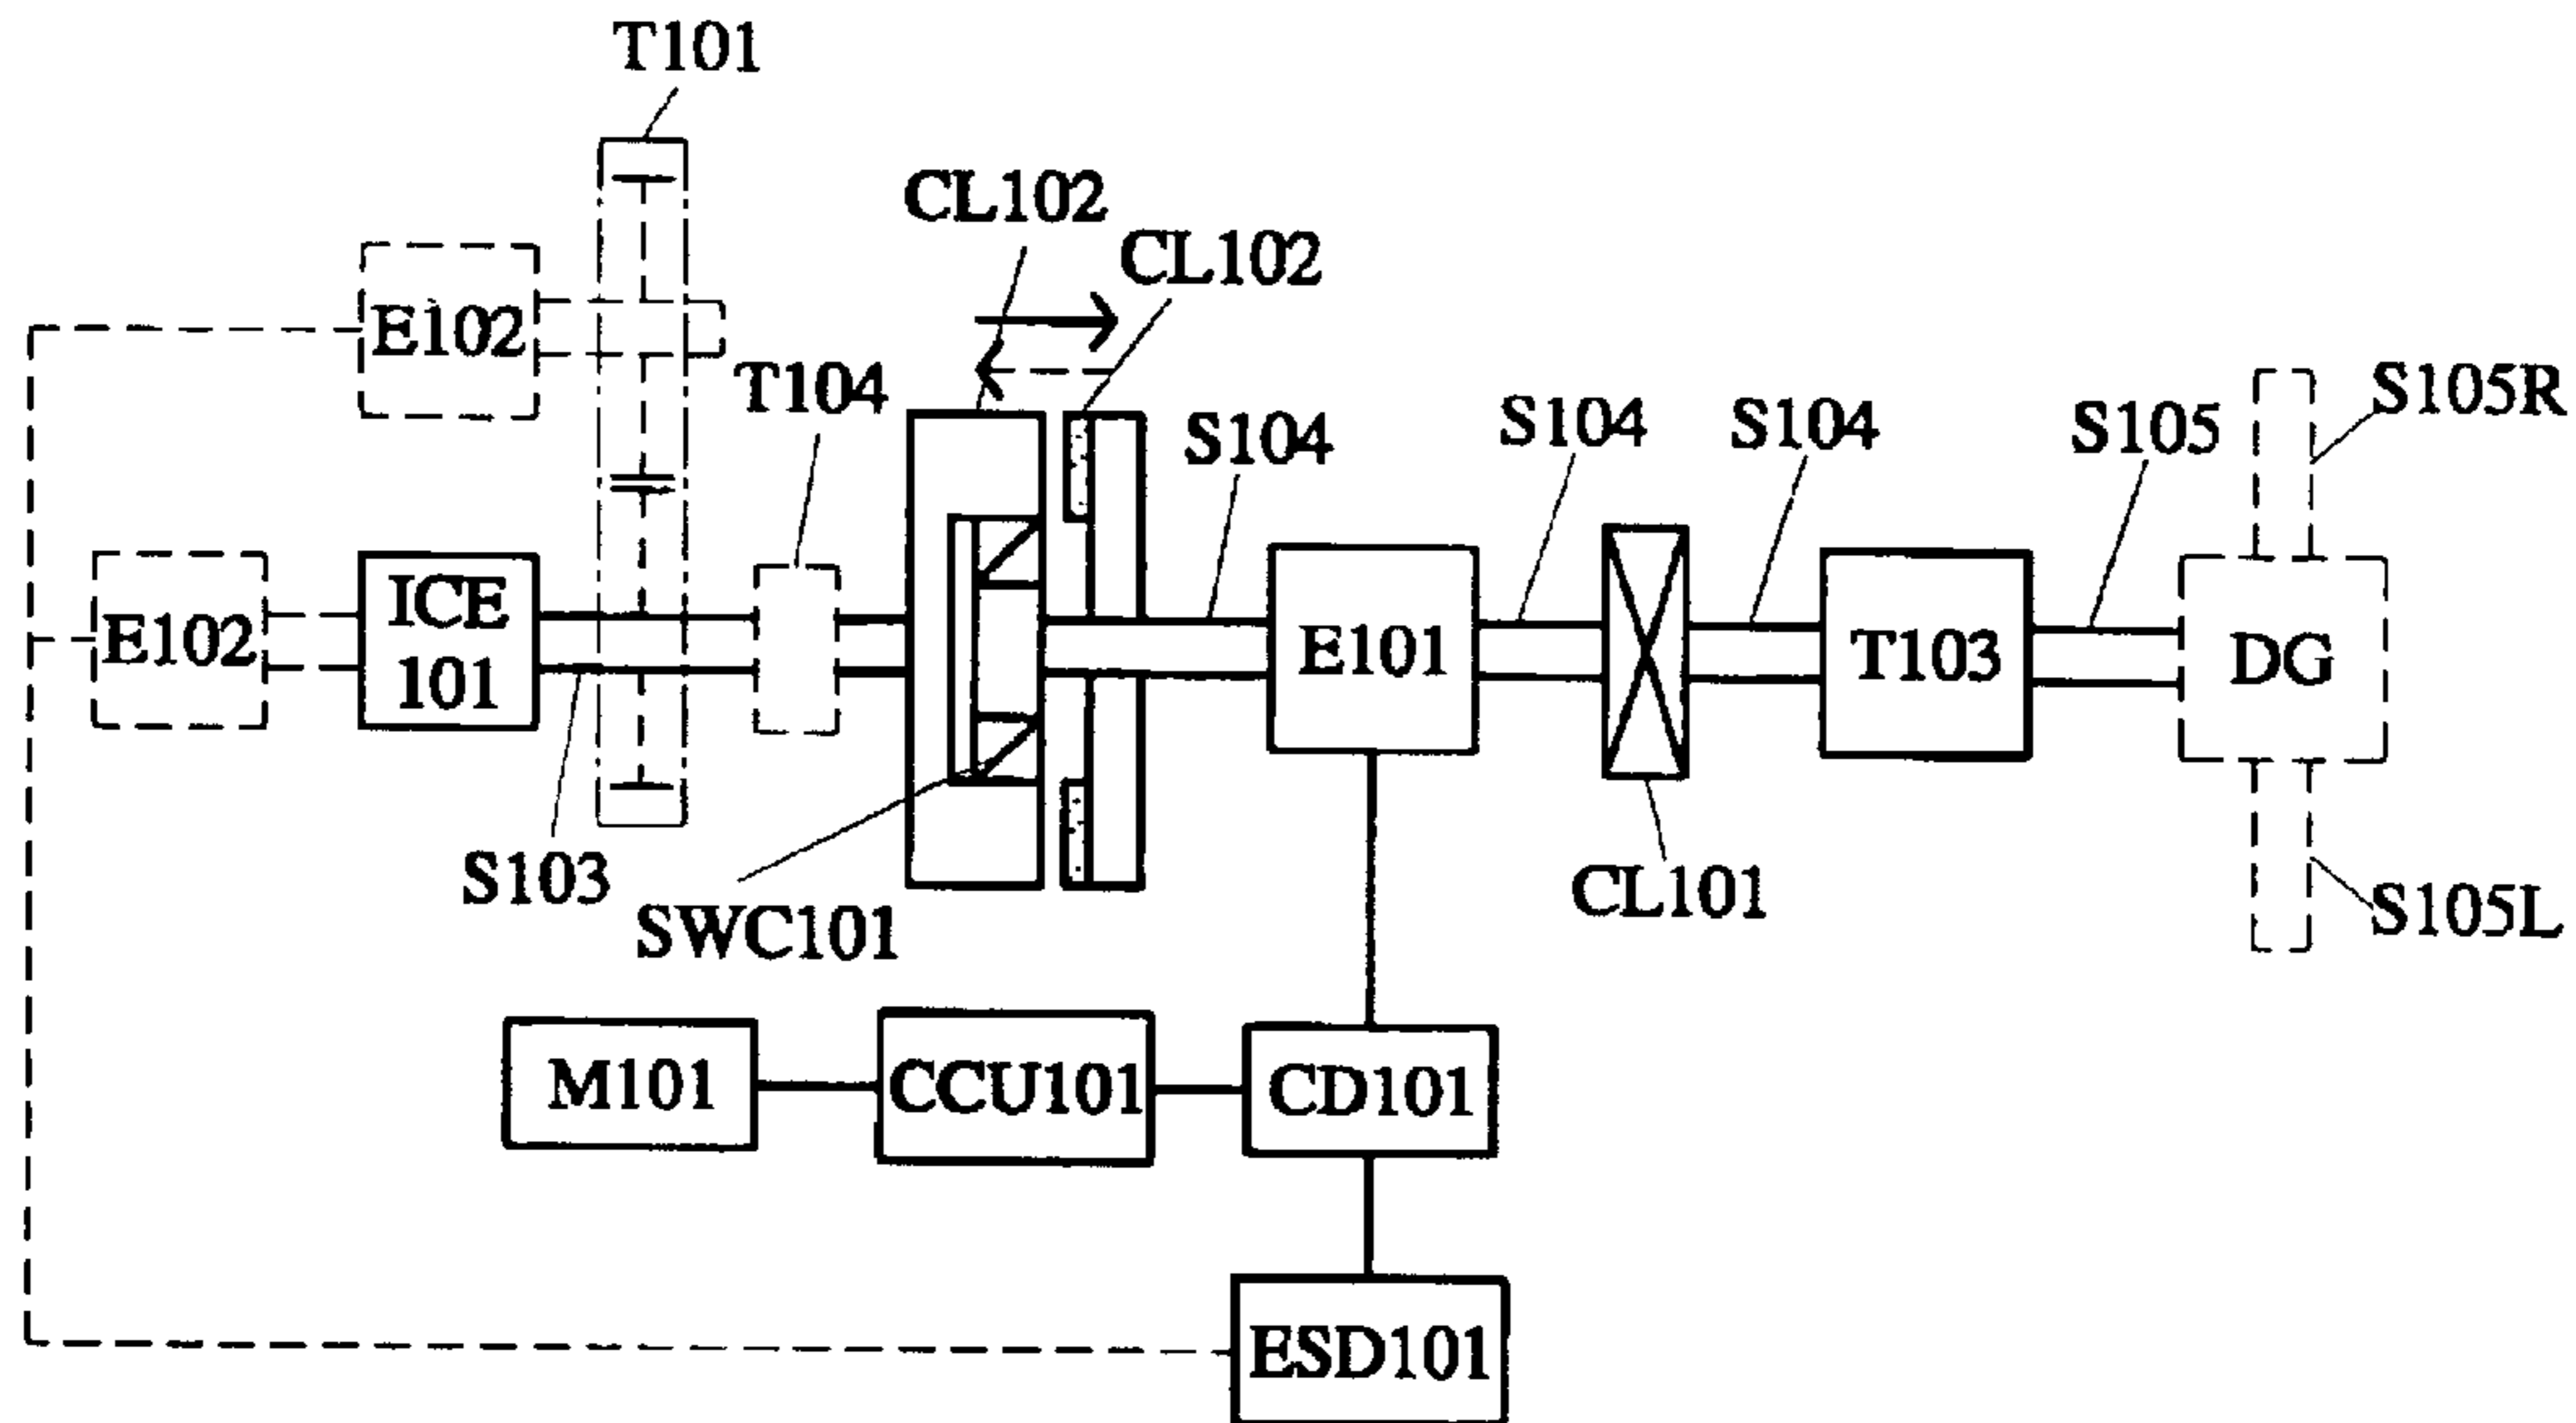 T101
CL102
CL102
E102
T104
S104
S104
S104
S105
S105R
E102
ICE
101
E101
T103
DG
S103
SWC101
CL101
S105L
M101
CCU101
CD101
ESD101